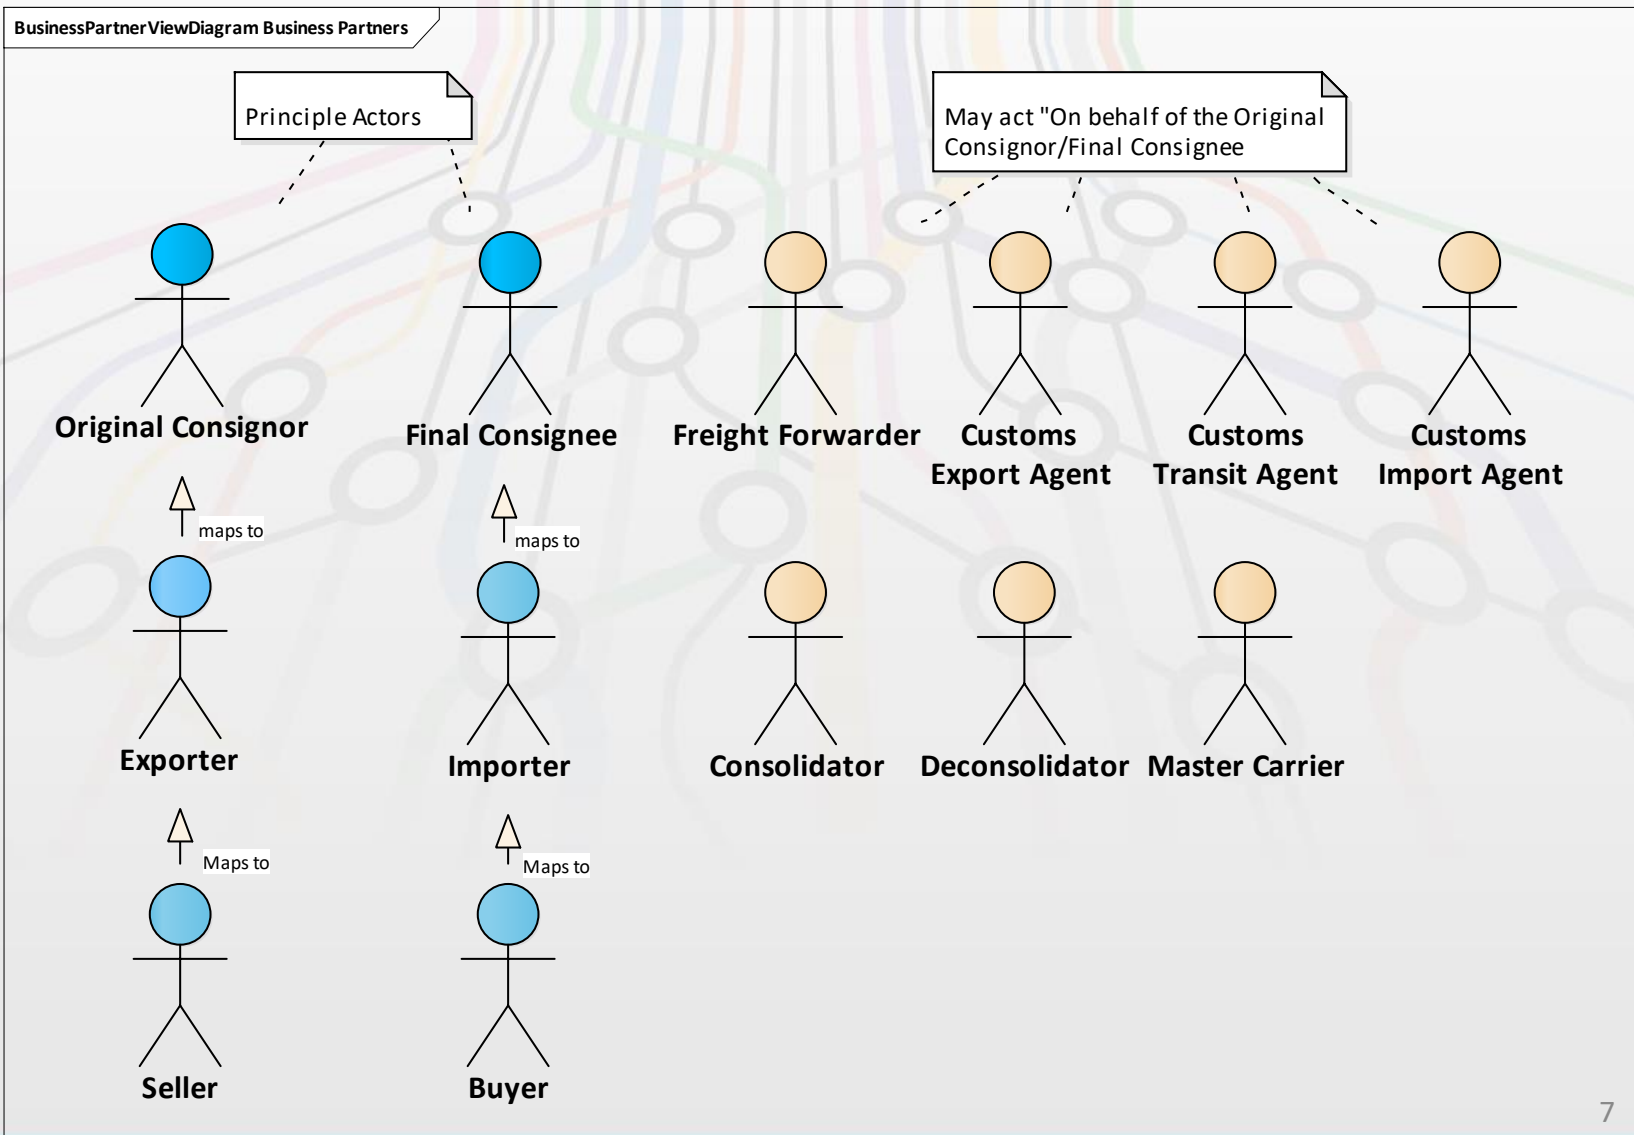 BusinessPartnerViewDiagram Business Partners
Principle Actors
May act "On behalf of the Original
Consignor/Final Consignee
Original Consignor
Final Consignee
Freight Forwarder
Customs
Export Agent
Customs
Transit Agent
Customs
Import Agent
maps to
maps to
Exporter
Importer
Consolidator
Deconsolidator
Master Carrier
Maps to
Maps to
Seller
Buyer
7